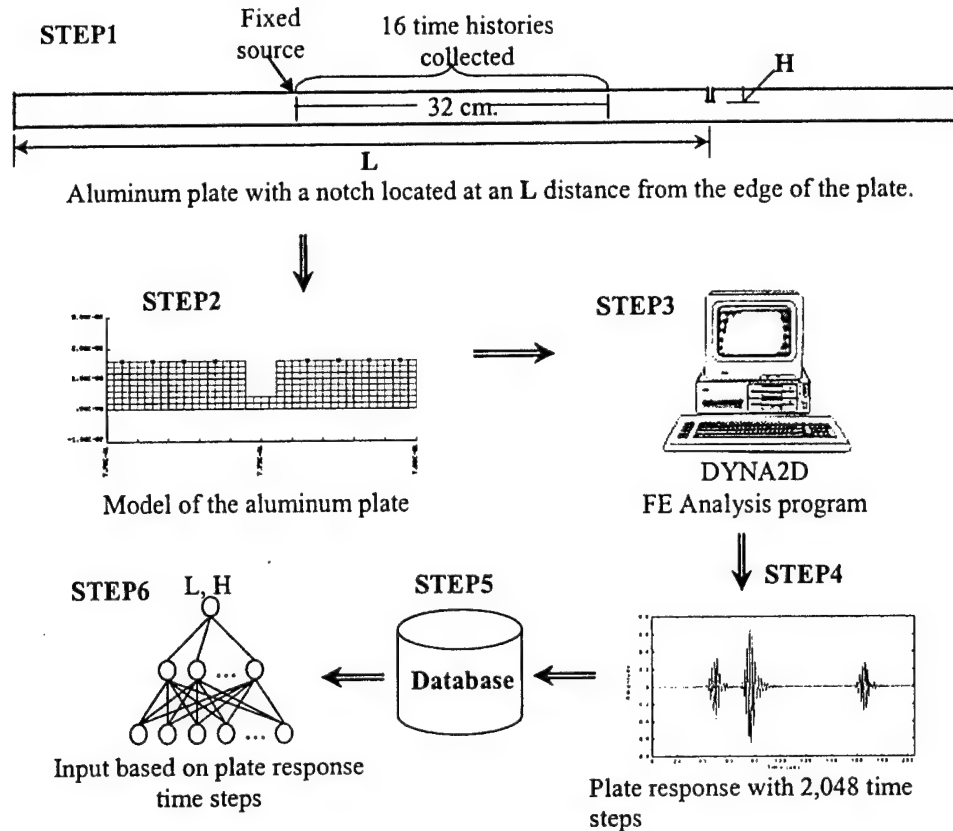 STEP1
Fixed
source
16 time histories
collected
H
32 cm.
L
Aluminum plate with a notch located at an L distance from the edge of the plate.
STEP2
Model of the aluminum plate
STEP3
DYNA2D
FE Analysis program
STEP4
Plate response with 2,048 time
steps
STEP5
Database
STEP6
L, H
...
...
Input based on plate response
time steps